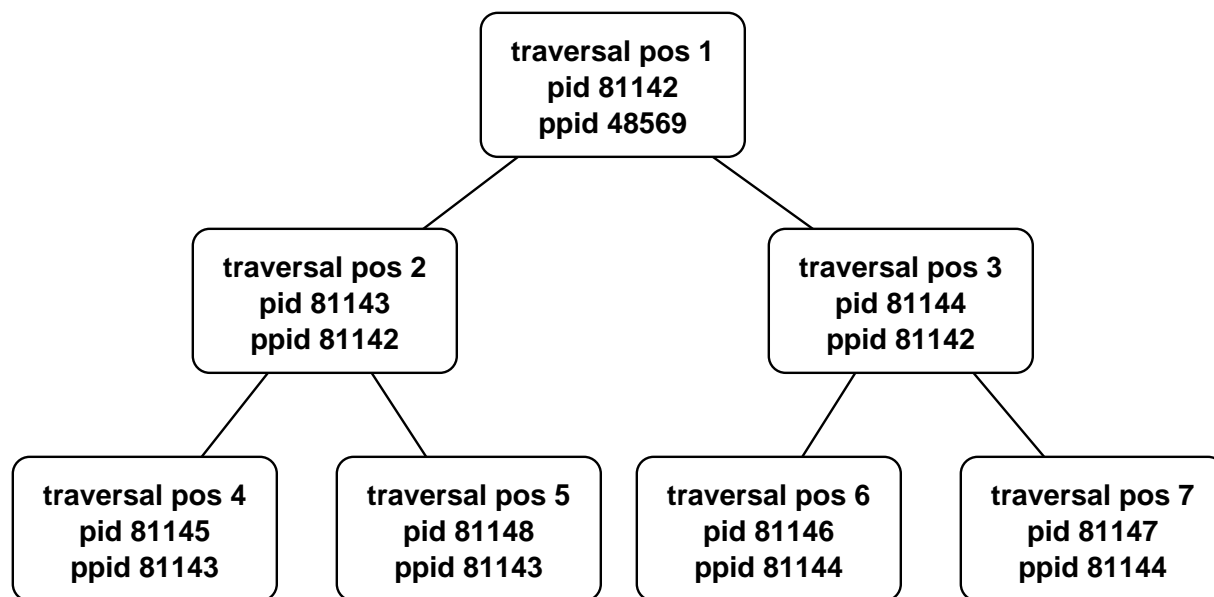 traversal pos 1
pid 81142
ppid 48569
traversal pos 2
pid 81143
ppid 81142
traversal pos 3
pid 81144
ppid 81142
traversal pos 4
pid 81145
ppid 81143
traversal pos 5
pid 81148
ppid 81143
traversal pos 6
pid 81146
ppid 81144
traversal pos 7
pid 81147
ppid 81144